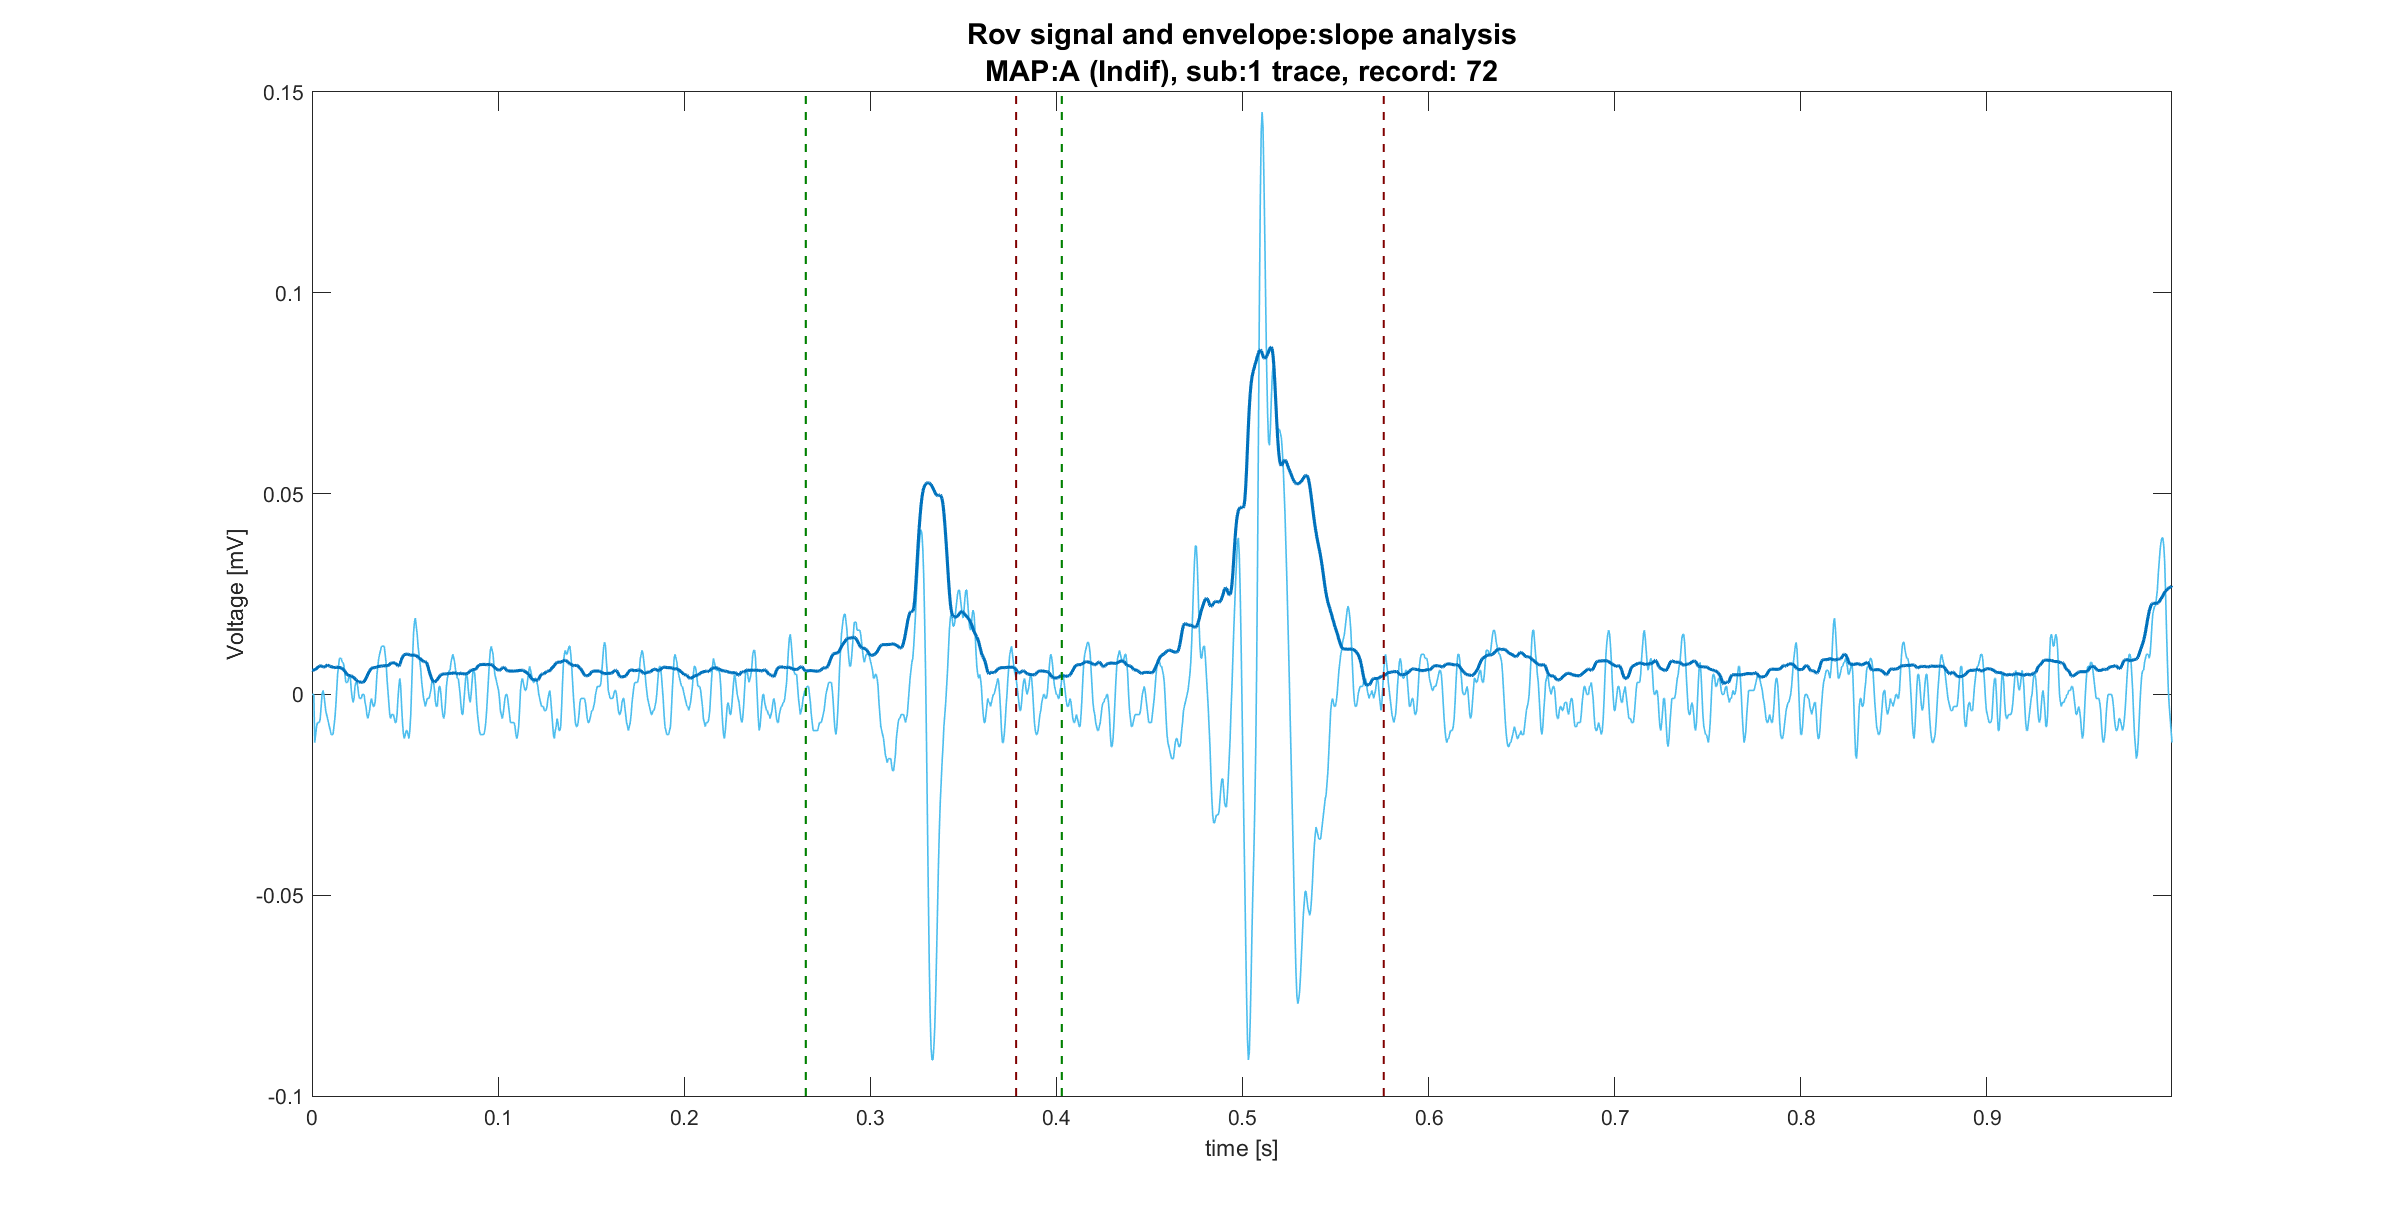 Rov signal and envelope:slope analysis
MAP:A (Indif), sub:1 trace, record: 72
0.15
0.1
0.05
0
-0.05
-0.1
Voltage [mV]
0 0.1 0.2 0.3 0.4 0.5 0.6 0.7 0.8 0.9
time [s]